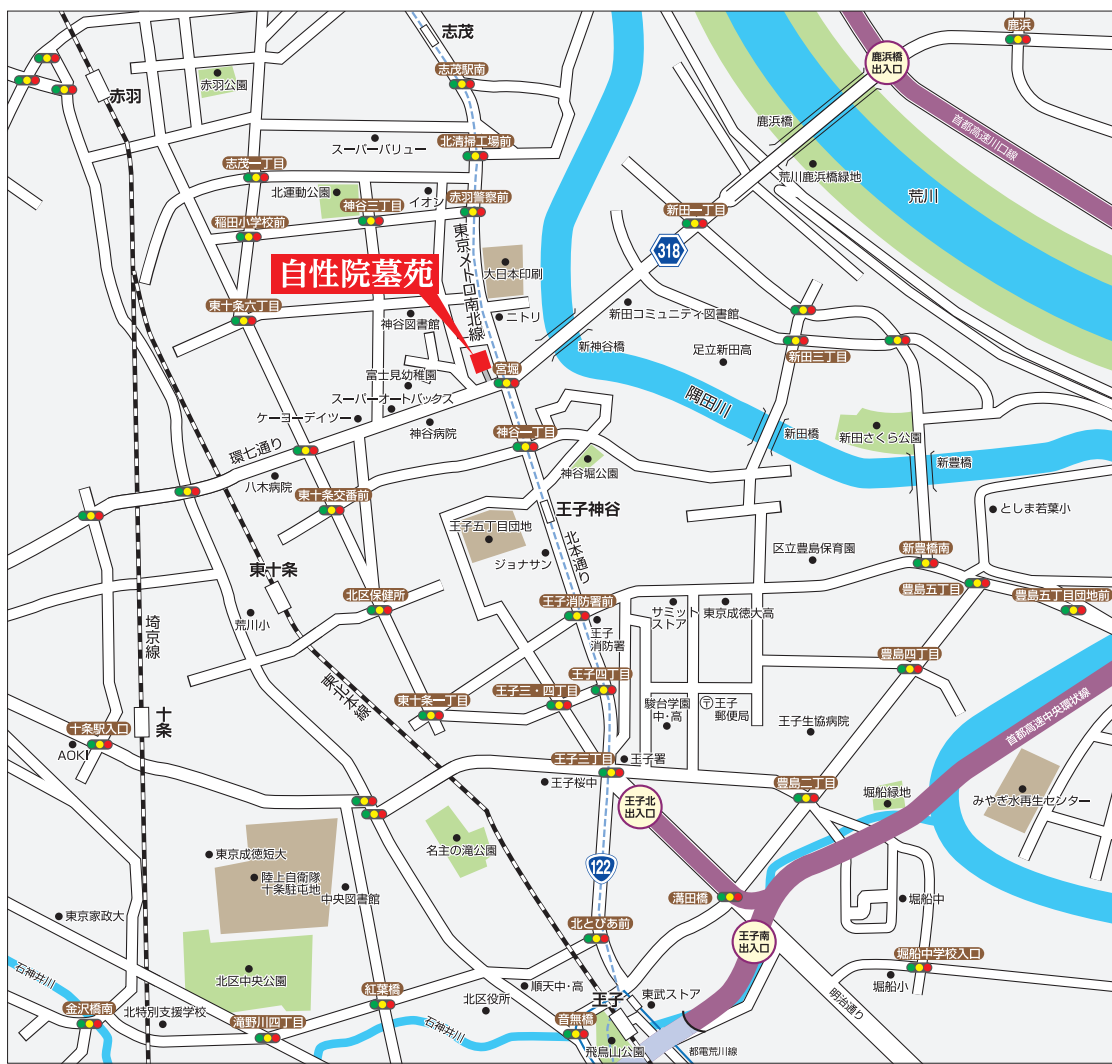 志茂
鹿浜
鹿浜橋
出入口
志茂駅南
赤羽公園
赤羽
首都高速川口線
鹿浜橋
北清掃工場前
スーパーバリュー
志茂一丁目
荒川鹿浜橋緑地
荒川
北運動公園
イオン
赤羽警察前
神谷三丁目
新田一丁目
稲田小学校前
東京メトロ南北線
318
大日本印刷
自性院墓苑
東十条六丁目
神谷図書館
ニトリ
新田コミュニティ図書館
新神谷橋
足立新田高
新田三丁目
富士見幼稚園
宮堀
スーパーオートバックス
隅田川
ケーヨーデイツー
神谷病院
神谷一丁目
新田橋
新田さくら公園
環七通り
新豊橋
八木病院
神谷堀公園
東十条交番前
王子神谷
としま若葉小
王子五丁目団地
北本通り
ジョナサン
区立豊島保育園
新豊橋南
東十条
豊島五丁目
北区保健所
王子消防署前
豊島五丁目団地前
サミット
ストア
東京成徳大高
荒川小
王子
消防署
埼京線
豊島四丁目
王子四丁目
東北本線
王子三・四丁目
東十条一丁目
駿台学園
中・高
〒王子
郵便局
首都高速中央環状線
十条
十条駅入口
王子生協病院
AOKI
王子三丁目
王子署
王子桜中
豊島二丁目
堀船緑地
みやぎ水再生センター
王子北
出入口
名主の滝公園
東京成徳短大
陸上自衛隊
十条駐屯地
122
中央図書館
溝田橋
堀船中
東京家政大
北とぴあ前
王子南
出入口
堀船中学校入口
石神井川
北区中央公園
順天中・高
堀船小
紅葉橋
北区役所
王子
東武ストア
明治通り
金沢橋南
北特別支援学校
滝野川四丁目
石神井川
音無橋
飛鳥山公園
都電荒川線